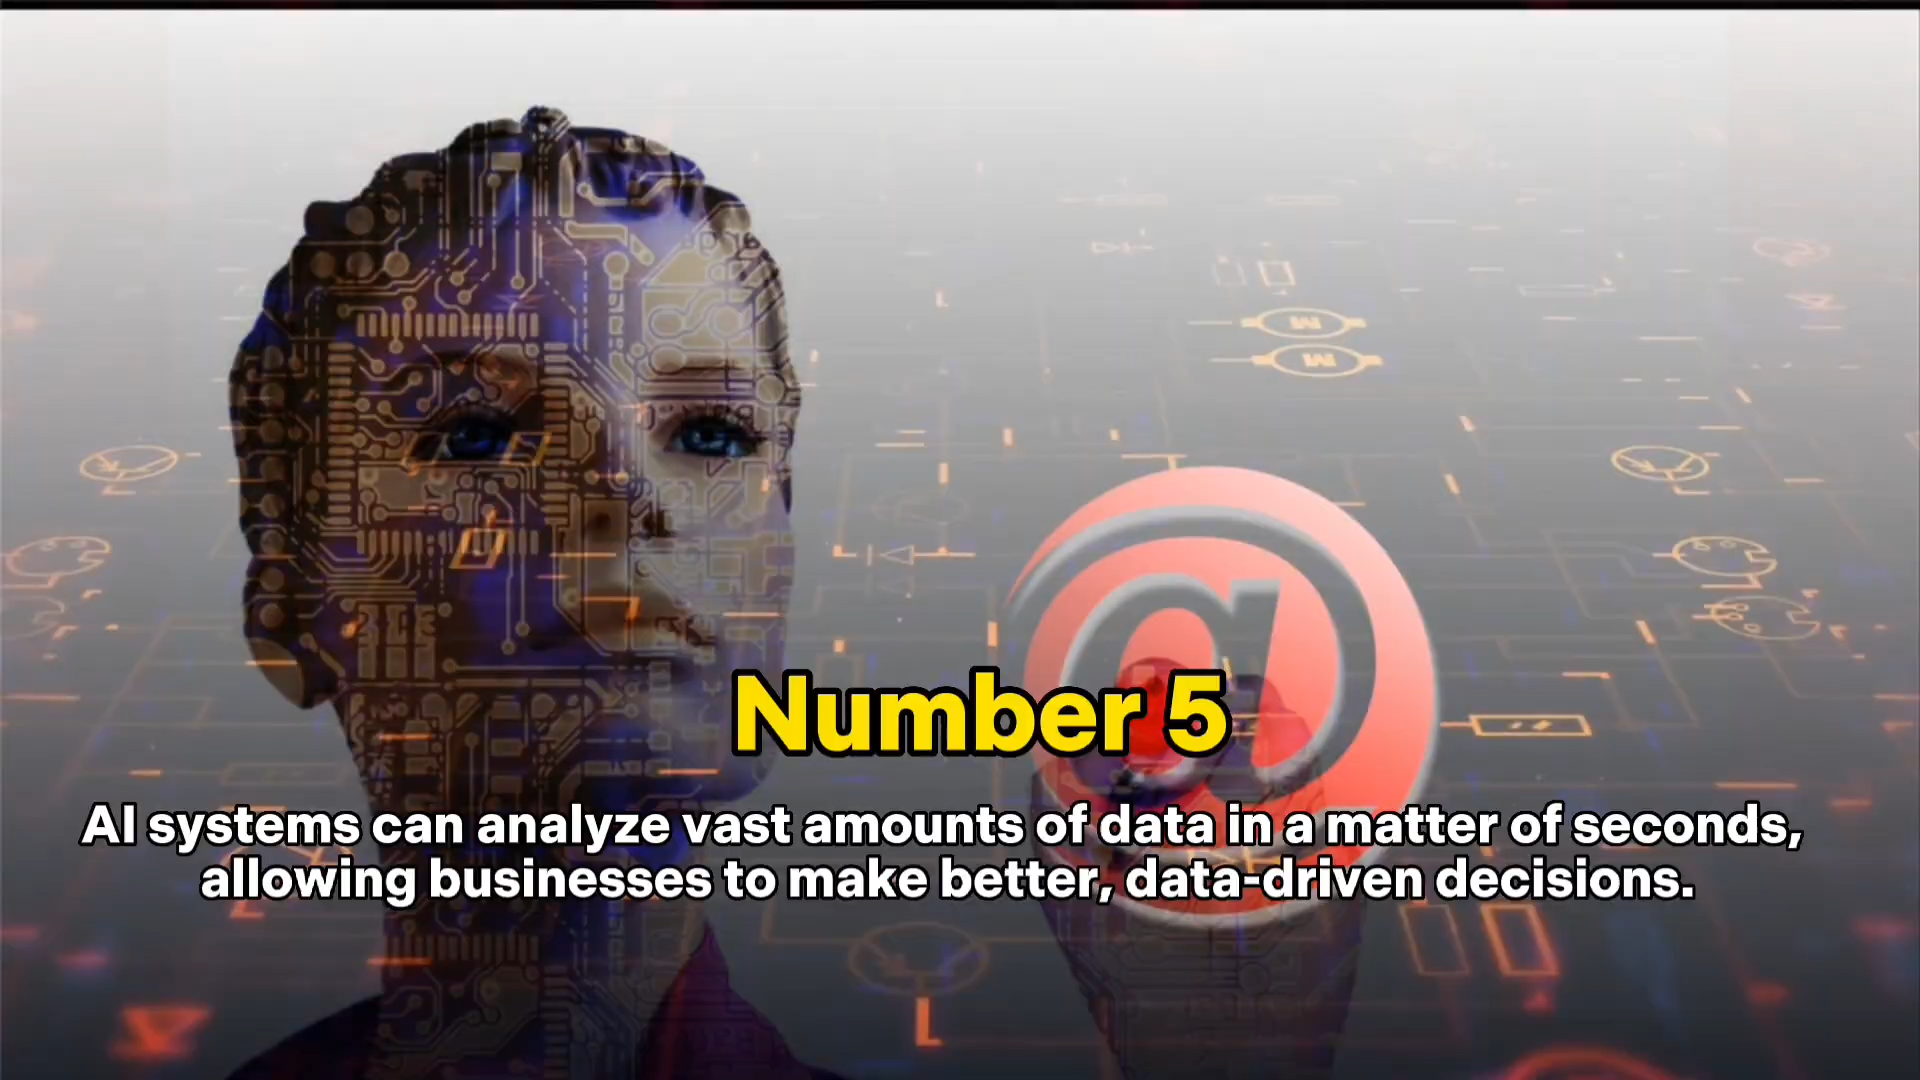 Number 5
AI systems can analyze vast amounts of data in a matter of seconds,
allowing businesses to make better, data-driven decisions.